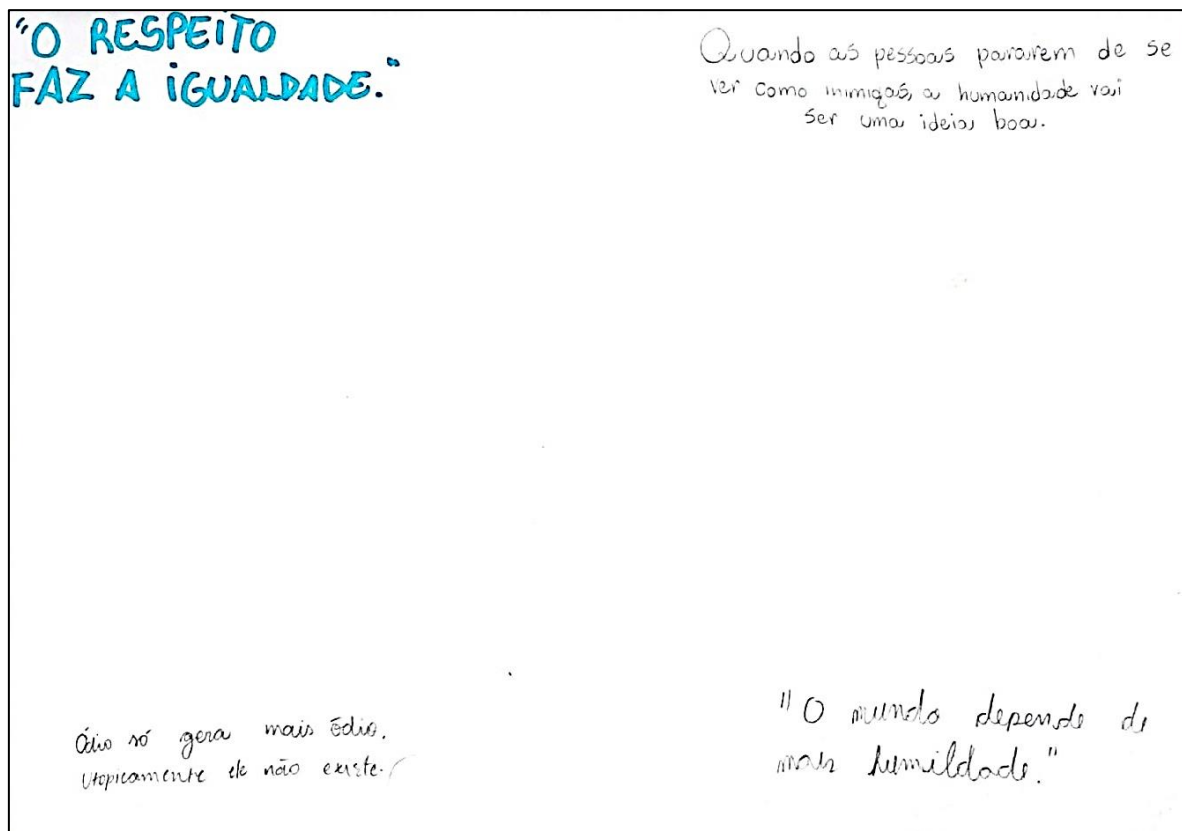 "O RESPEITO
FAZ A IGUALDADE."
Quando as pessoas pararem de se
ver como inimigas, a humanidade vai
ser uma ideia boa.
Ódio só gera mais ódio.
Utopicamente ele não existe.
"O mundo depende de
mais humildade."